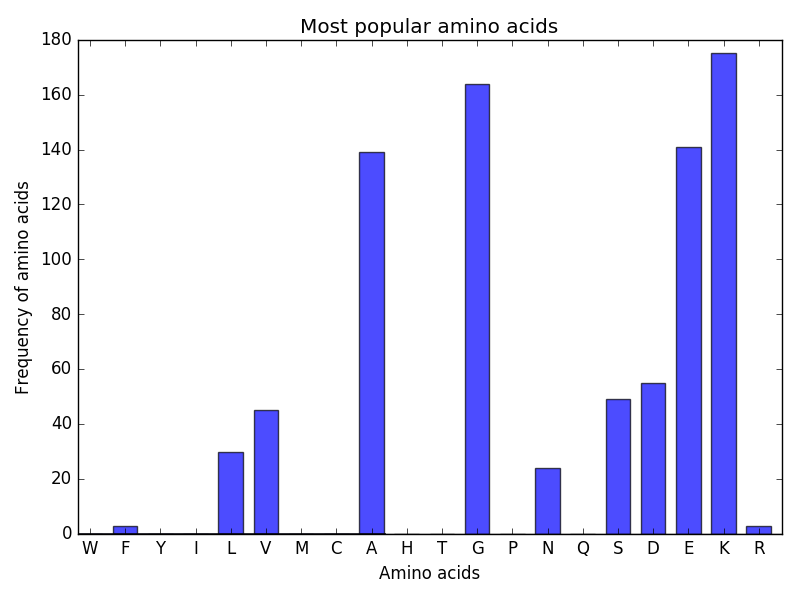 Most popular amino acids
180
160
140
120
100
80
60
40
20
0
Frequency of amino acids
W F Y I L V M C A H T G P N Q S D E K R
Amino acids